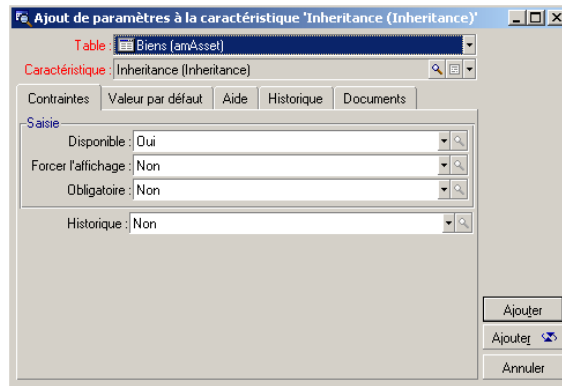 Ajout de paramètres à la caractéristique 'Inheritance (Inheritance)'
Table : Biens (amAsset)
Caractéristique : Inheritance (Inheritance)
Contraintes Valeur par défaut Aide Historique Documents
Saisie
Disponible : Oui
Forcer l'affichage : Non
Obligatoire : Non
Historique : Non
Ajouter
Ajouter
Annuler